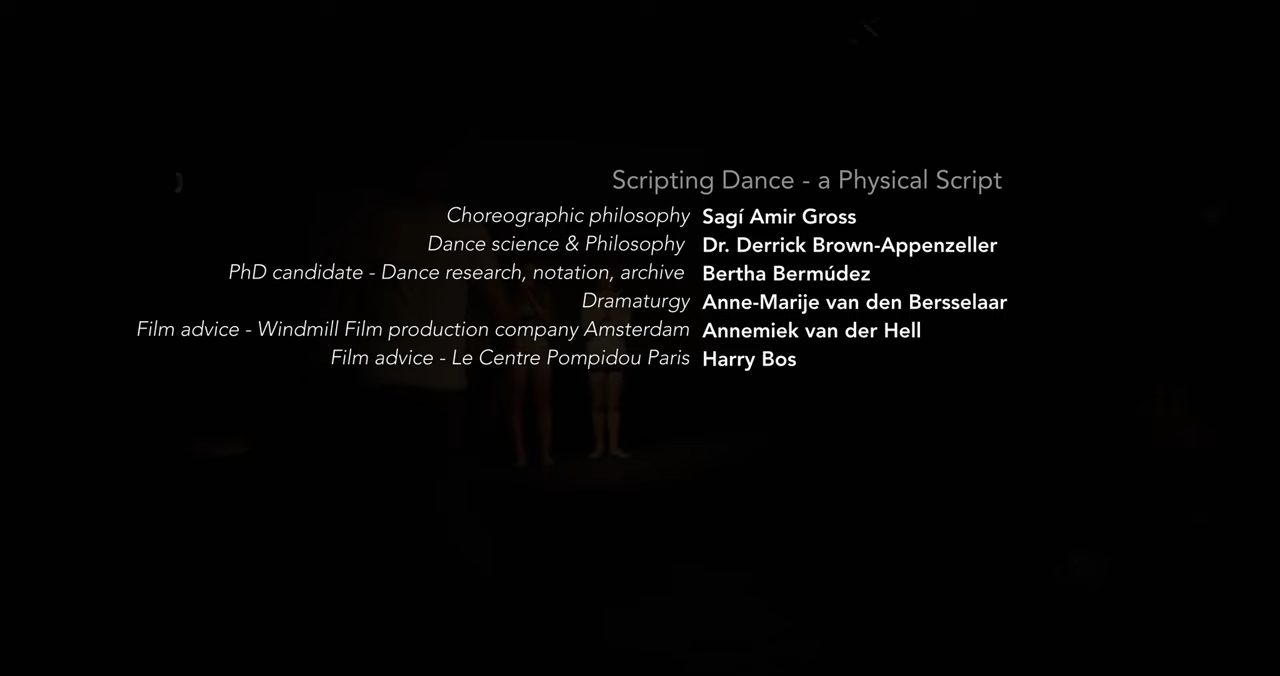 Scripting Dance - a Physical Script
Choreographic philosophy Sagí Amir Gross
Dance science & Philosophy Dr. Derrick Brown-Appenzeller
PhD candidate - Dance research, notation, archive Bertha Bermúdez
Dramaturgy Anne-Marije van den Bersselaar
Film advice - Windmill Film production company Amsterdam Annemiek van der Hell
Film advice - Le Centre Pompidou Paris Harry Bos